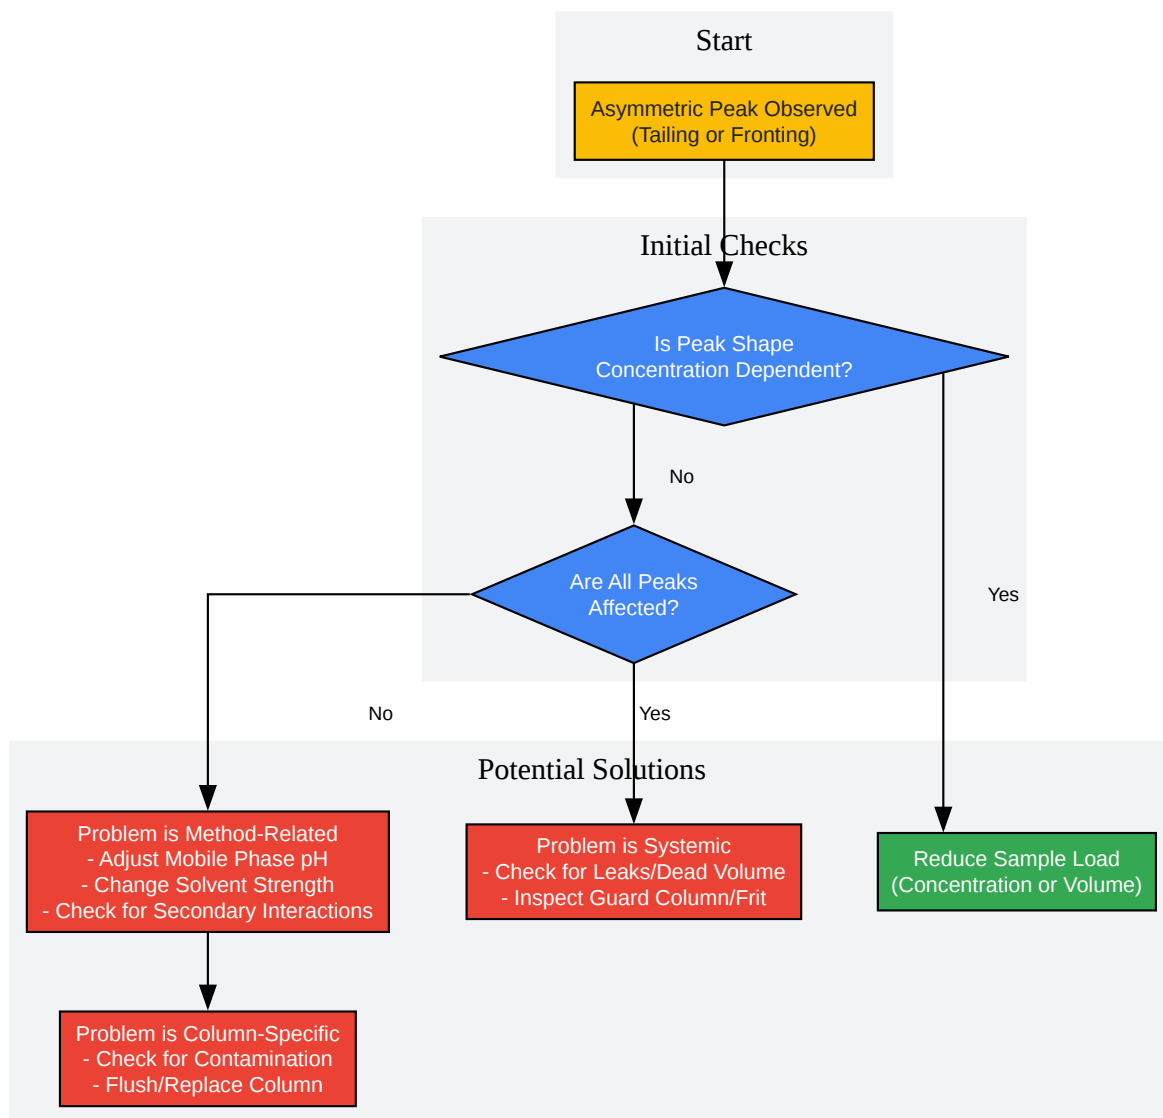 Start
Asymmetric Peak Observed
(Tailing or Fronting)
Initial Checks
Is Peak Shape
Concentration Dependent?
No
Are All Peaks
Affected?
Yes
No
Yes
Potential Solutions
Problem is Method-Related
- Adjust Mobile Phase pH
- Change Solvent Strength
- Check for Secondary Interactions
Problem is Systemic
- Check for Leaks/Dead Volume
- Inspect Guard Column/Frit
Reduce Sample Load
(Concentration or Volume)
Problem is Column-Specific
- Check for Contamination
- Flush/Replace Column